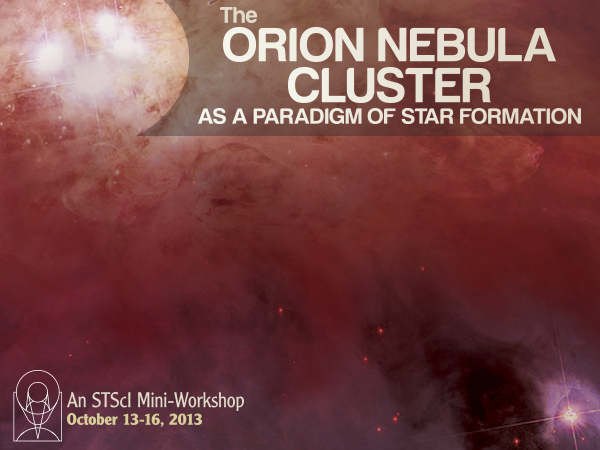 The
ORION NEBULA
CLUSTER
AS A PARADIGM OF STAR FORMATION
An STScI Mini-Workshop
October 13-16, 2013